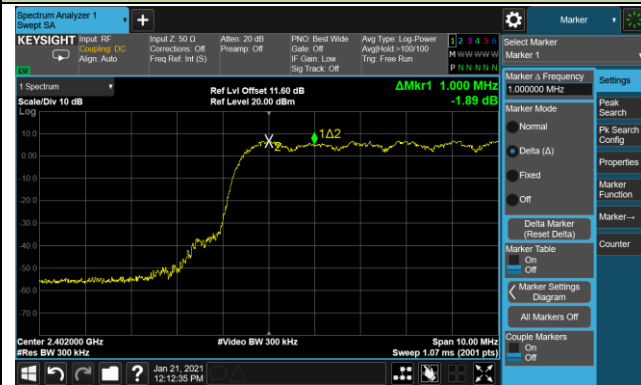 Spectrum Analyzer 1
Swept SA
+
Marker
KEYSIGHT
Input: RF
Coupling: DC
Align: Auto
Input Z: 50 Ω
Corrections: Off
Freq Ref: Int (S)
Atten: 20 dB
Preamp: Off
PNO: Best Wide
Gate: Off
IF Gain: Low
Sig Track: Off
Avg Type: Log-Power
Avg|Hold:>100/100
Trig: Free Run
1 2 3 4 5 6
M W W W W W
P N N N N N
Select Marker
Marker 1
1 Spectrum
Scale/Div 10 dB
Log
Ref Lvl Offset 11.60 dB
Ref Level 20.00 dBm
ΔMkr1 1.000 MHz
-1.89 dB
10.0
0.00
-10.0
-20.0
-30.0
-40.0
-50.0
-60.0
-70.0
2
1Δ2
Center 2.402000 GHz
#Res BW 300 kHz
#Video BW 300 kHz
Span 10.00 MHz
Sweep 1.07 ms (2001 pts)
Marker Δ Frequency
1.000000 MHz
Marker Mode
Normal
Delta (Δ)
Fixed
Off
Delta Marker
(Reset Delta)
Marker Table
On
Off
Marker Settings
Diagram
All Markers Off
Couple Markers
On
Off
Settings
Peak
Search
Pk Search
Config
Properties
Marker
Function
Marker→
Counter
?
Jan 21, 2021
12:12:35 PM